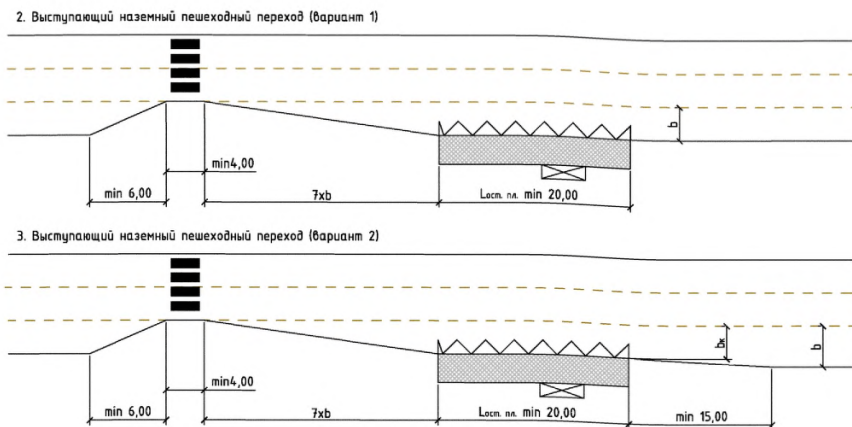 2. Выступающий наземный пешеходный переход (вариант 1)
b
min4,00
min 6,00
7xb
Lост. пл. min 20,00
3. Выступающий наземный пешеходный переход (вариант 2)
bк
b
min4,00
min 6,00
7xb
Lост. пл. min 20,00
min 15,00